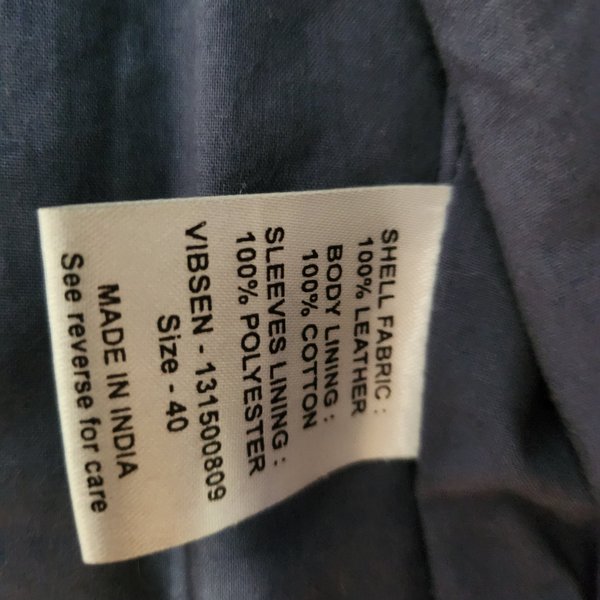 SHELL FABRIC :
100% LEATHER
BODY LINING :
100% COTTON
SLEEVES LINING :
100% POLYESTER
VIBSEN - 131500809
Size - 40
MADE IN INDIA
See reverse for care